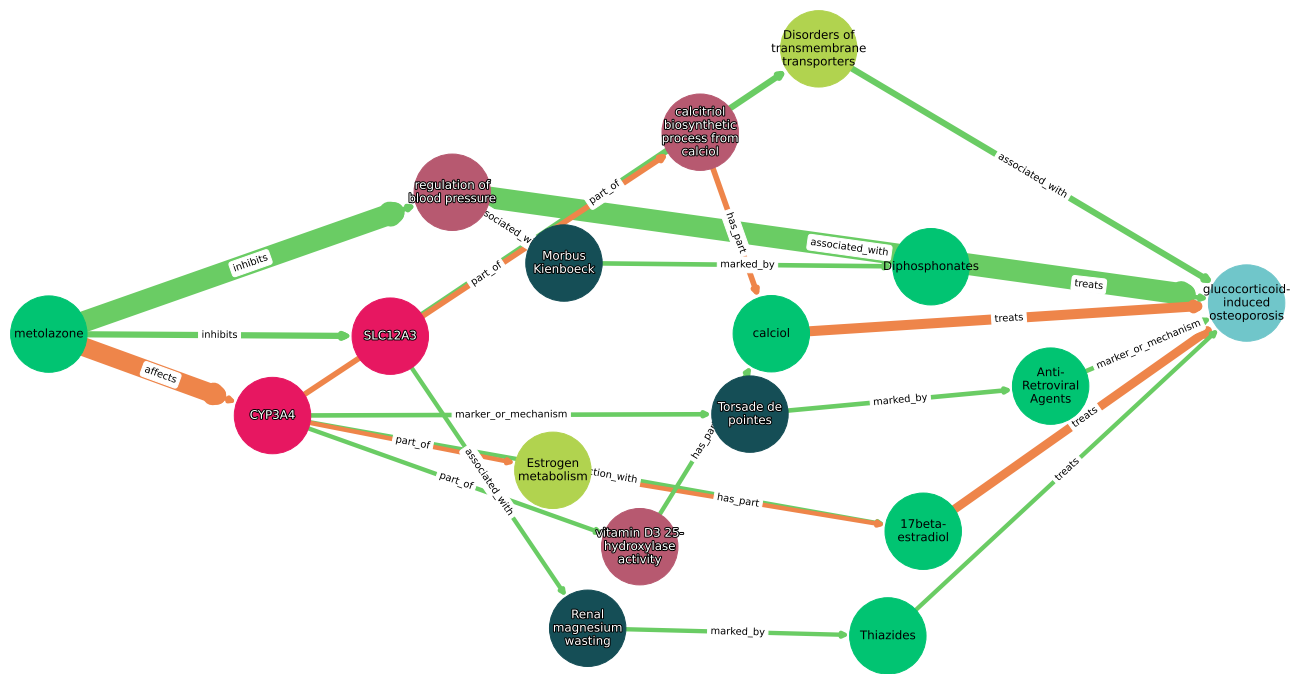 Disorders of
transmembrane
transporters
calcitriol
biosynthetic
process from
calciol
associated_with
part_of
regulation of
blood pressure
has_part
associated_with
inhibits
part_of
Morbus
Kienboeck
marked_by
Diphosphonates
treats
glucocorticoid-
induced
osteoporosis
metolazone
inhibits
SLC12A3
calciol
treats
marker_or_mechanism
affects
Anti-
Retroviral
Agents
CYP3A4
marker_or_mechanism
Torsade de
pointes
marked_by
treats
part_of
has_part
associated_with
Estrogen
metabolism
treats
part_of
has_part
17beta-
estradiol
vitamin D3 25-
hydroxylase
activity
Renal
magnesium
wasting
marked_by
Thiazides